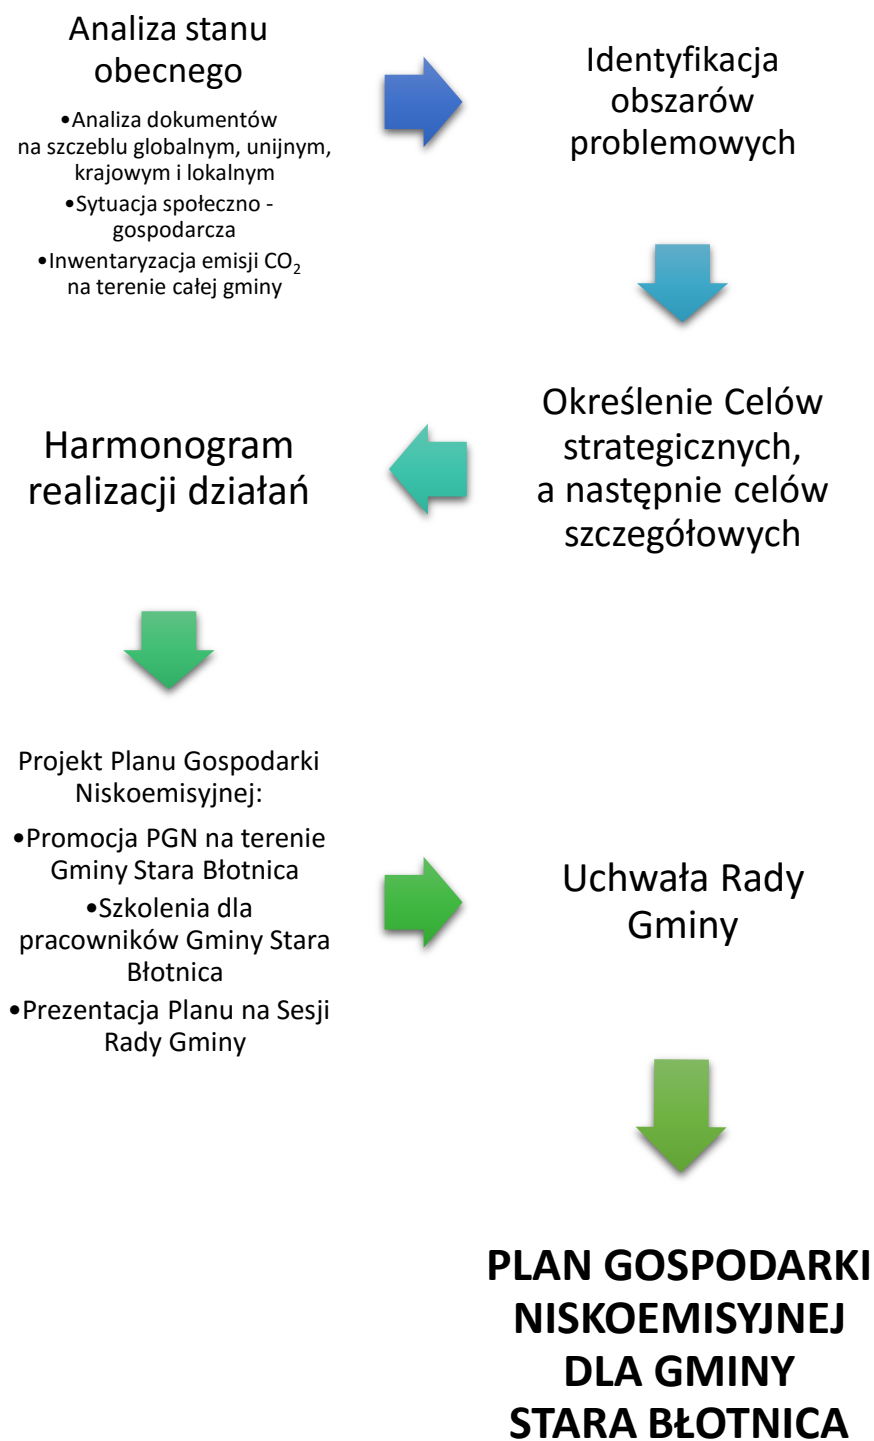 Analiza stanu
obecnego
•Analiza dokumentów
na szczeblu globalnym, unijnym,
krajowym i lokalnym
•Sytuacja społeczno -
gospodarcza
•Inwentaryzacja emisji CO₂
na terenie całej gminy
Identyfikacja
obszarów
problemowych
Określenie Celów
strategicznych,
a następnie celów
szczegółowych
Harmonogram
realizacji działań
Projekt Planu Gospodarki
Niskoemisyjnej:
•Promocja PGN na terenie
Gminy Stara Błotnica
•Szkolenia dla
pracowników Gminy Stara
Błotnica
•Prezentacja Planu na Sesji
Rady Gminy
Uchwała Rady
Gminy
PLAN GOSPODARKI
NISKOEMISYJNEJ
DLA GMINY
STARA BŁOTNICA